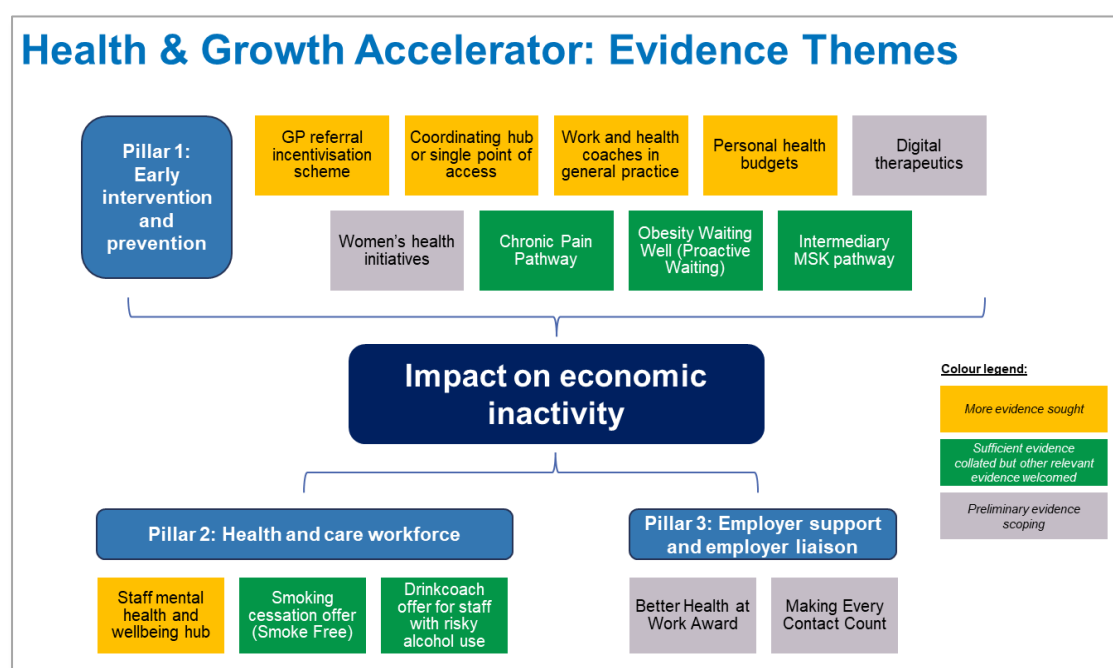 Health & Growth Accelerator: Evidence Themes
Pillar 1:
Early
intervention
and
prevention
GP referral
incentivisation
scheme
Coordinating hub
or single point of
access
Work and health
coaches in
general practice
Personal health
budgets
Digital
therapeutics
Women's health
initiatives
Chronic Pain
Pathway
Obesity Waiting
Well (Proactive
Waiting)
Intermediary
MSK pathway
Impact on economic
inactivity
Colour legend:
More evidence sought
Sufficient evidence
collated but other relevant
evidence welcomed
Preliminary evidence
scoping
Pillar 2: Health and care workforce
Staff mental
health and
wellbeing hub
Smoking
cessation offer
(Smoke Free)
Drinkcoach
offer for staff
with risky
alcohol use
Pillar 3: Employer support
and employer liaison
Better Health at
Work Award
Making Every
Contact Count